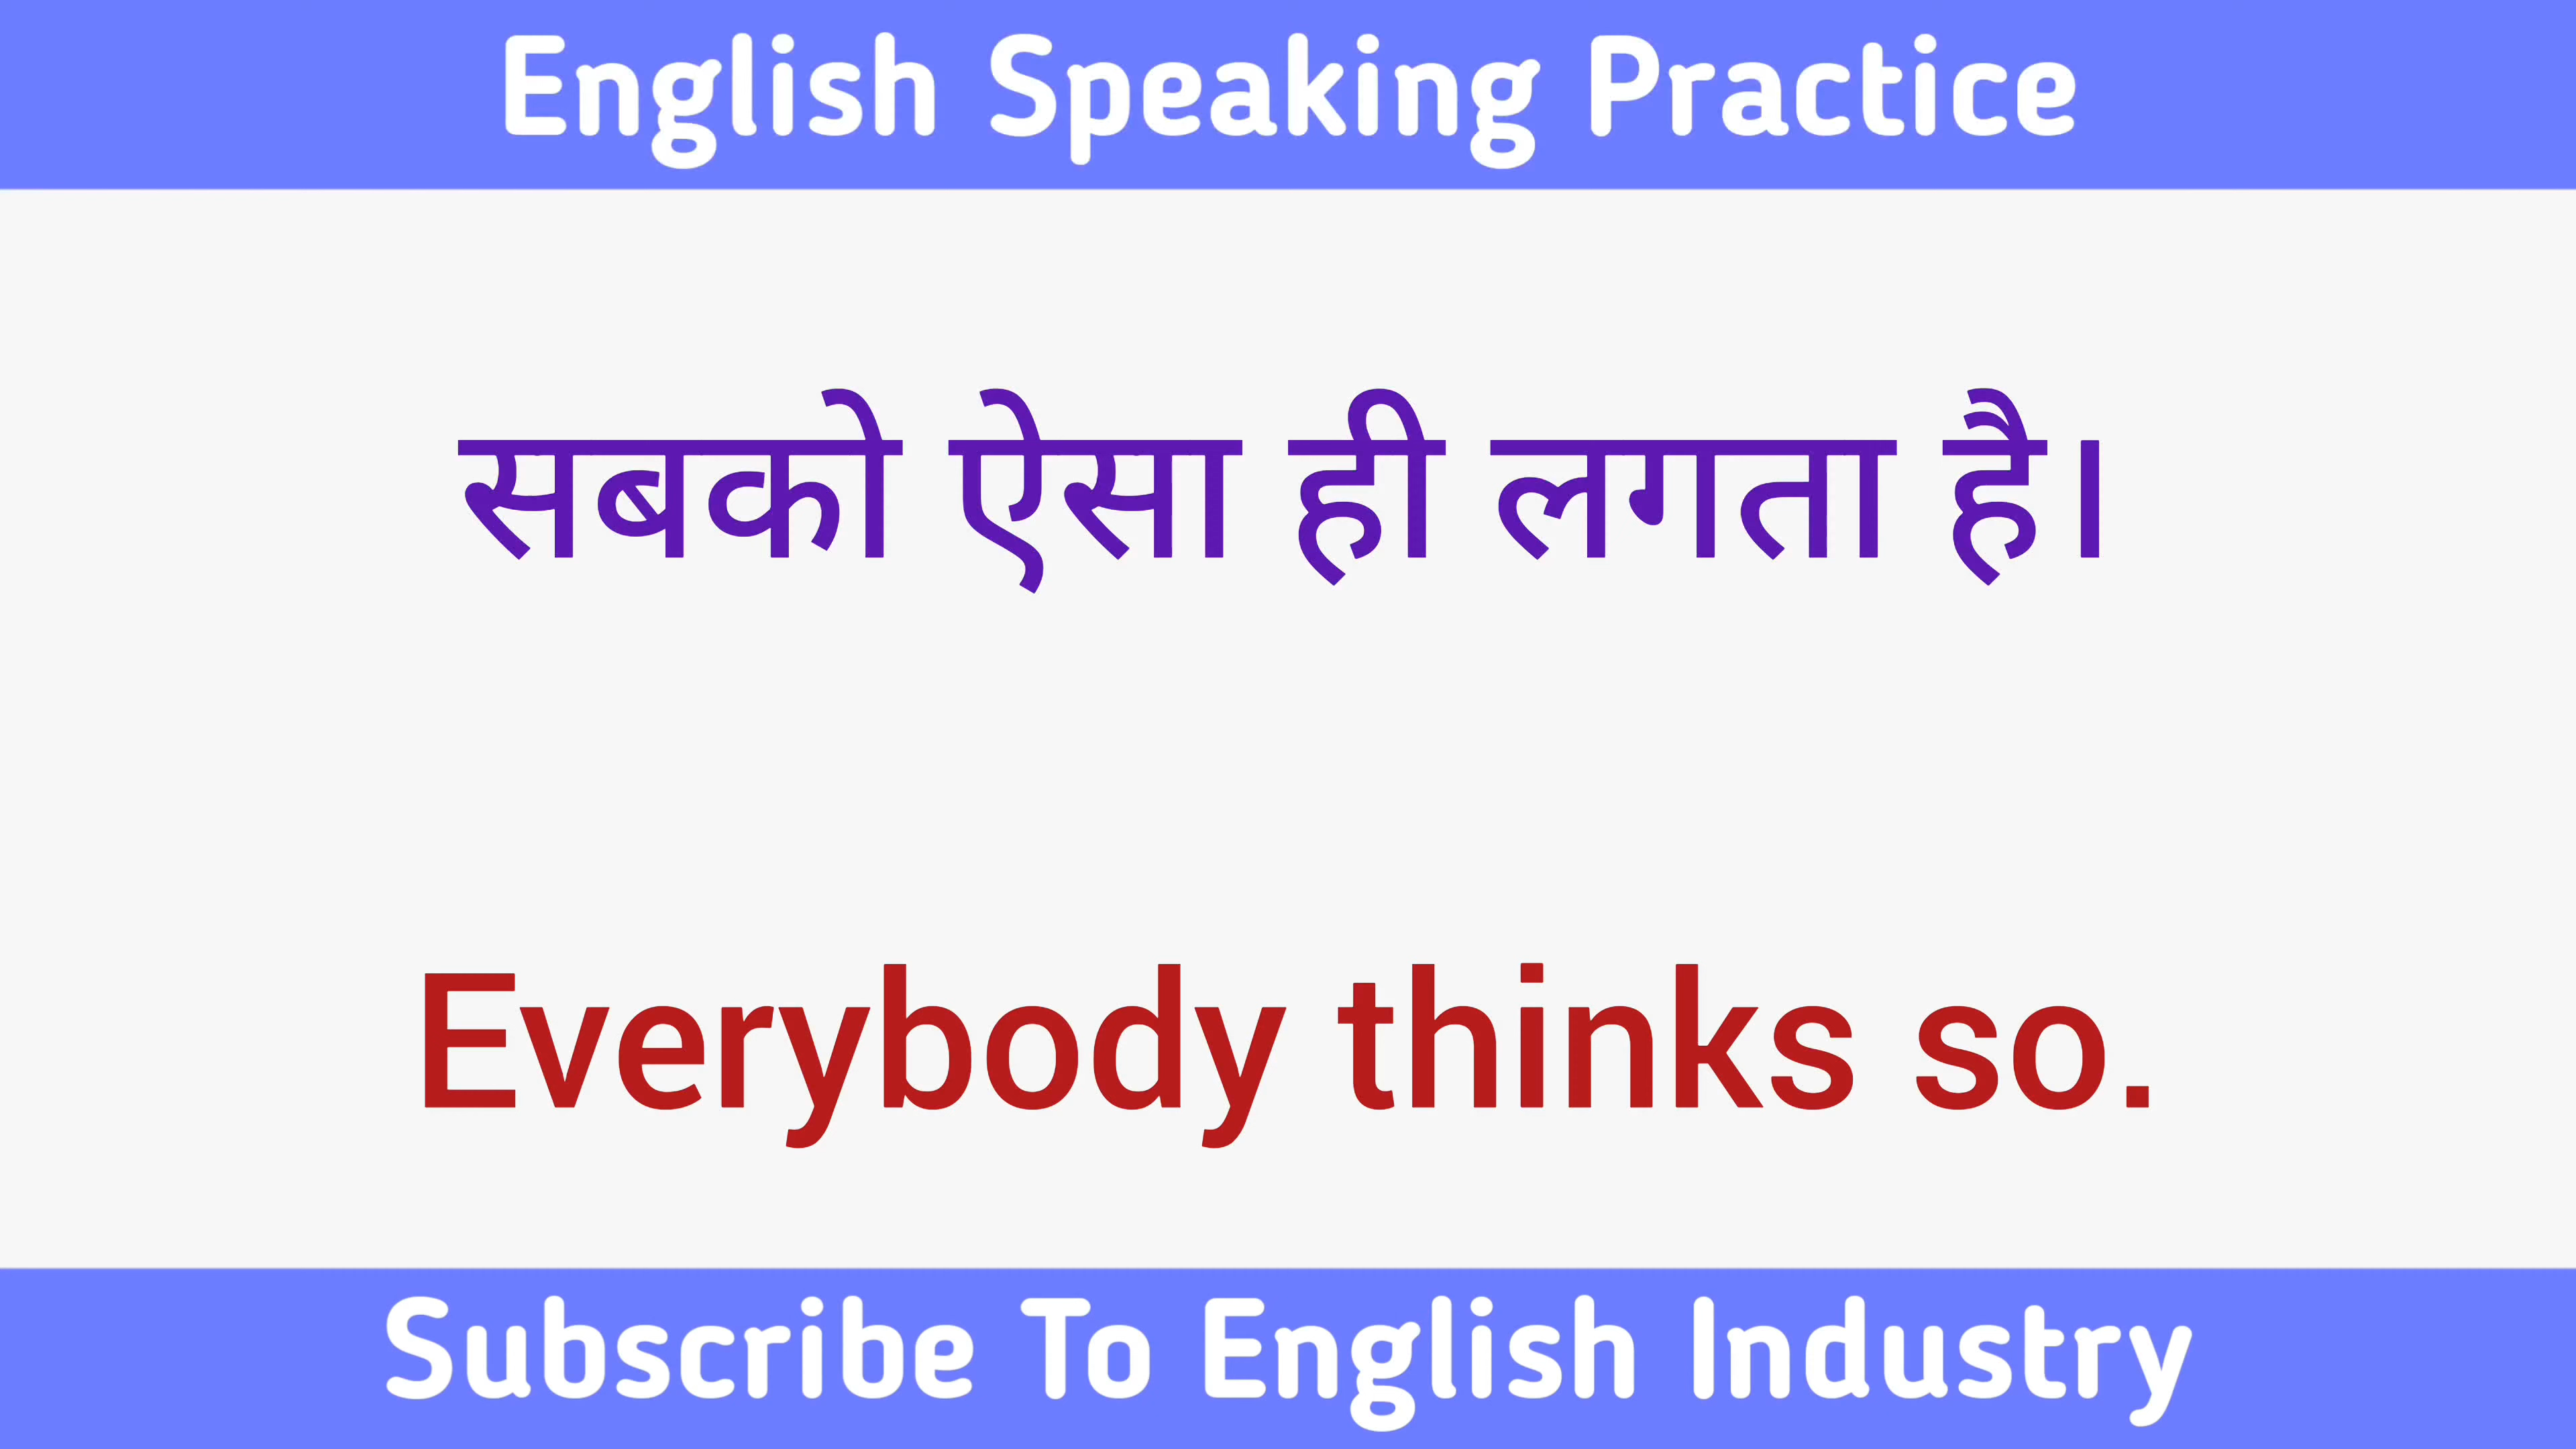 English Speaking Practice
सबको ऐसा ही लगता है।
Everybody thinks so.
Subscribe To English Industry